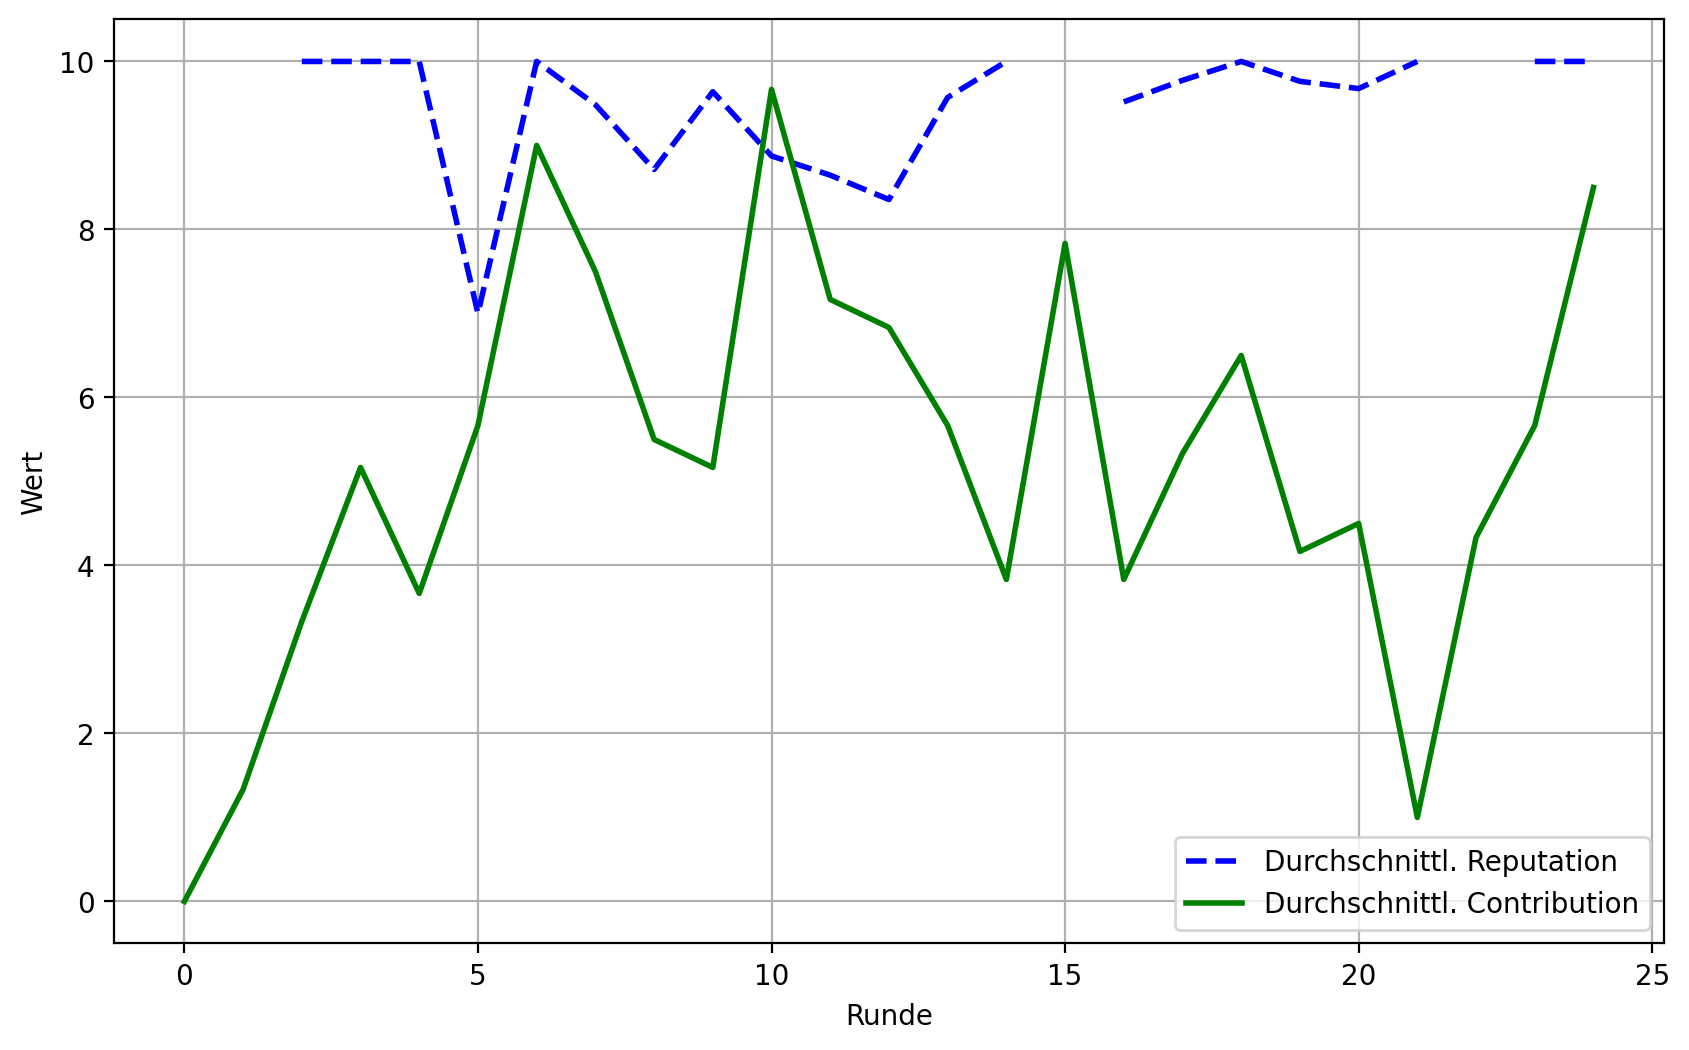 10
8
6
4
2
0
Wert
0 5 10 15 20 25
Runde
Durchschnittl. Reputation
Durchschnittl. Contribution